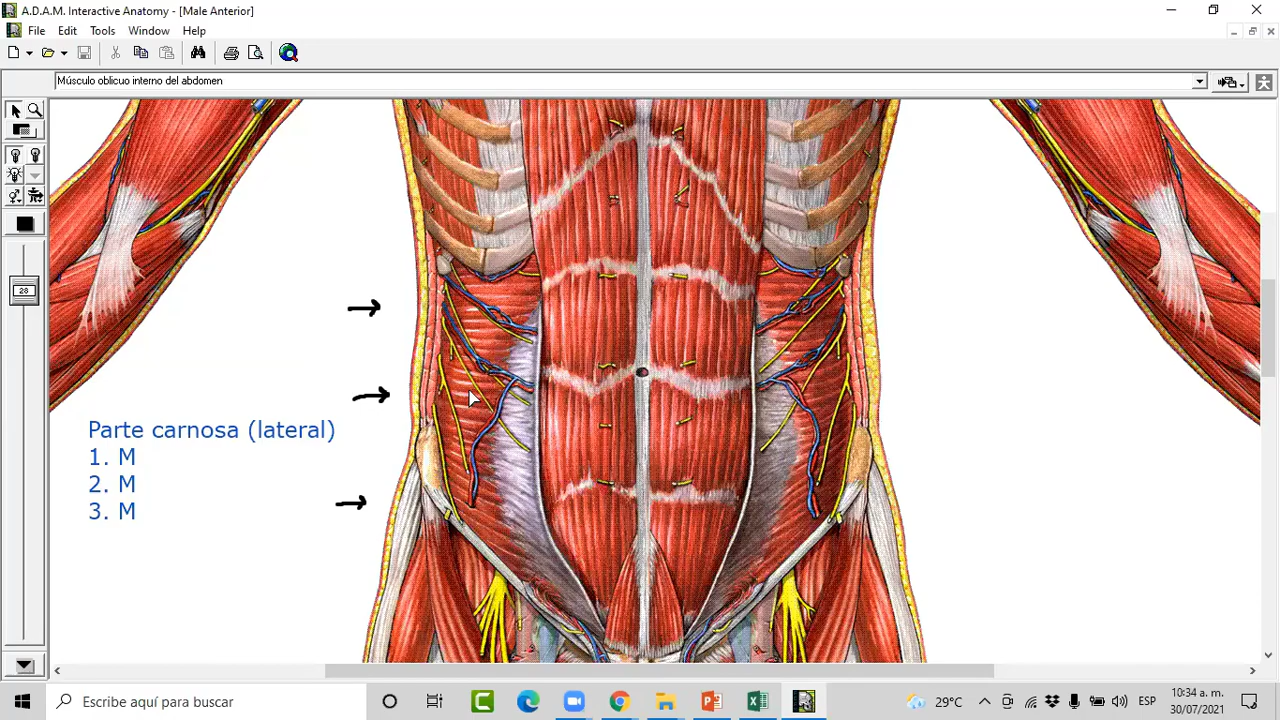 A.D.A.M. Interactive Anatomy - [Male Anterior]
File Edit Tools Window Help
Músculo oblicuo interno del abdomen
28
Parte carnosa (lateral)
1. M
2. M
3. M
Escribe aquí para buscar
29°C
ESP
10:34 a. m.
30/07/2021